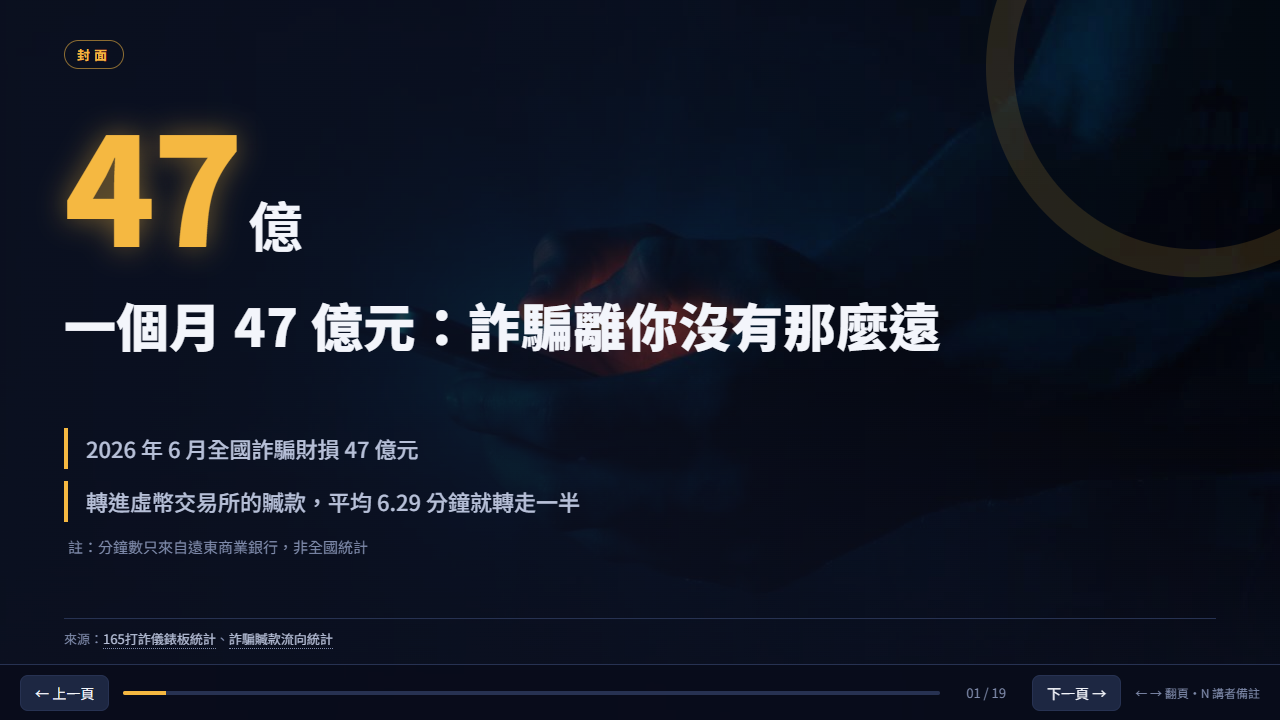 封面
47 億
一個月 47 億元：詐騙離你沒有那麼遠
2026 年 6 月全國詐騙財損 47 億元
轉進虛幣交易所的贓款，平均 6.29 分鐘就轉走一半
註：分鐘數只來自遠東商業銀行，非全國統計
來源：165打詐儀錶板統計、詐騙贓款流向統計
← 上一頁
01 / 19
下一頁 →
← → 翻頁・N 講者備註